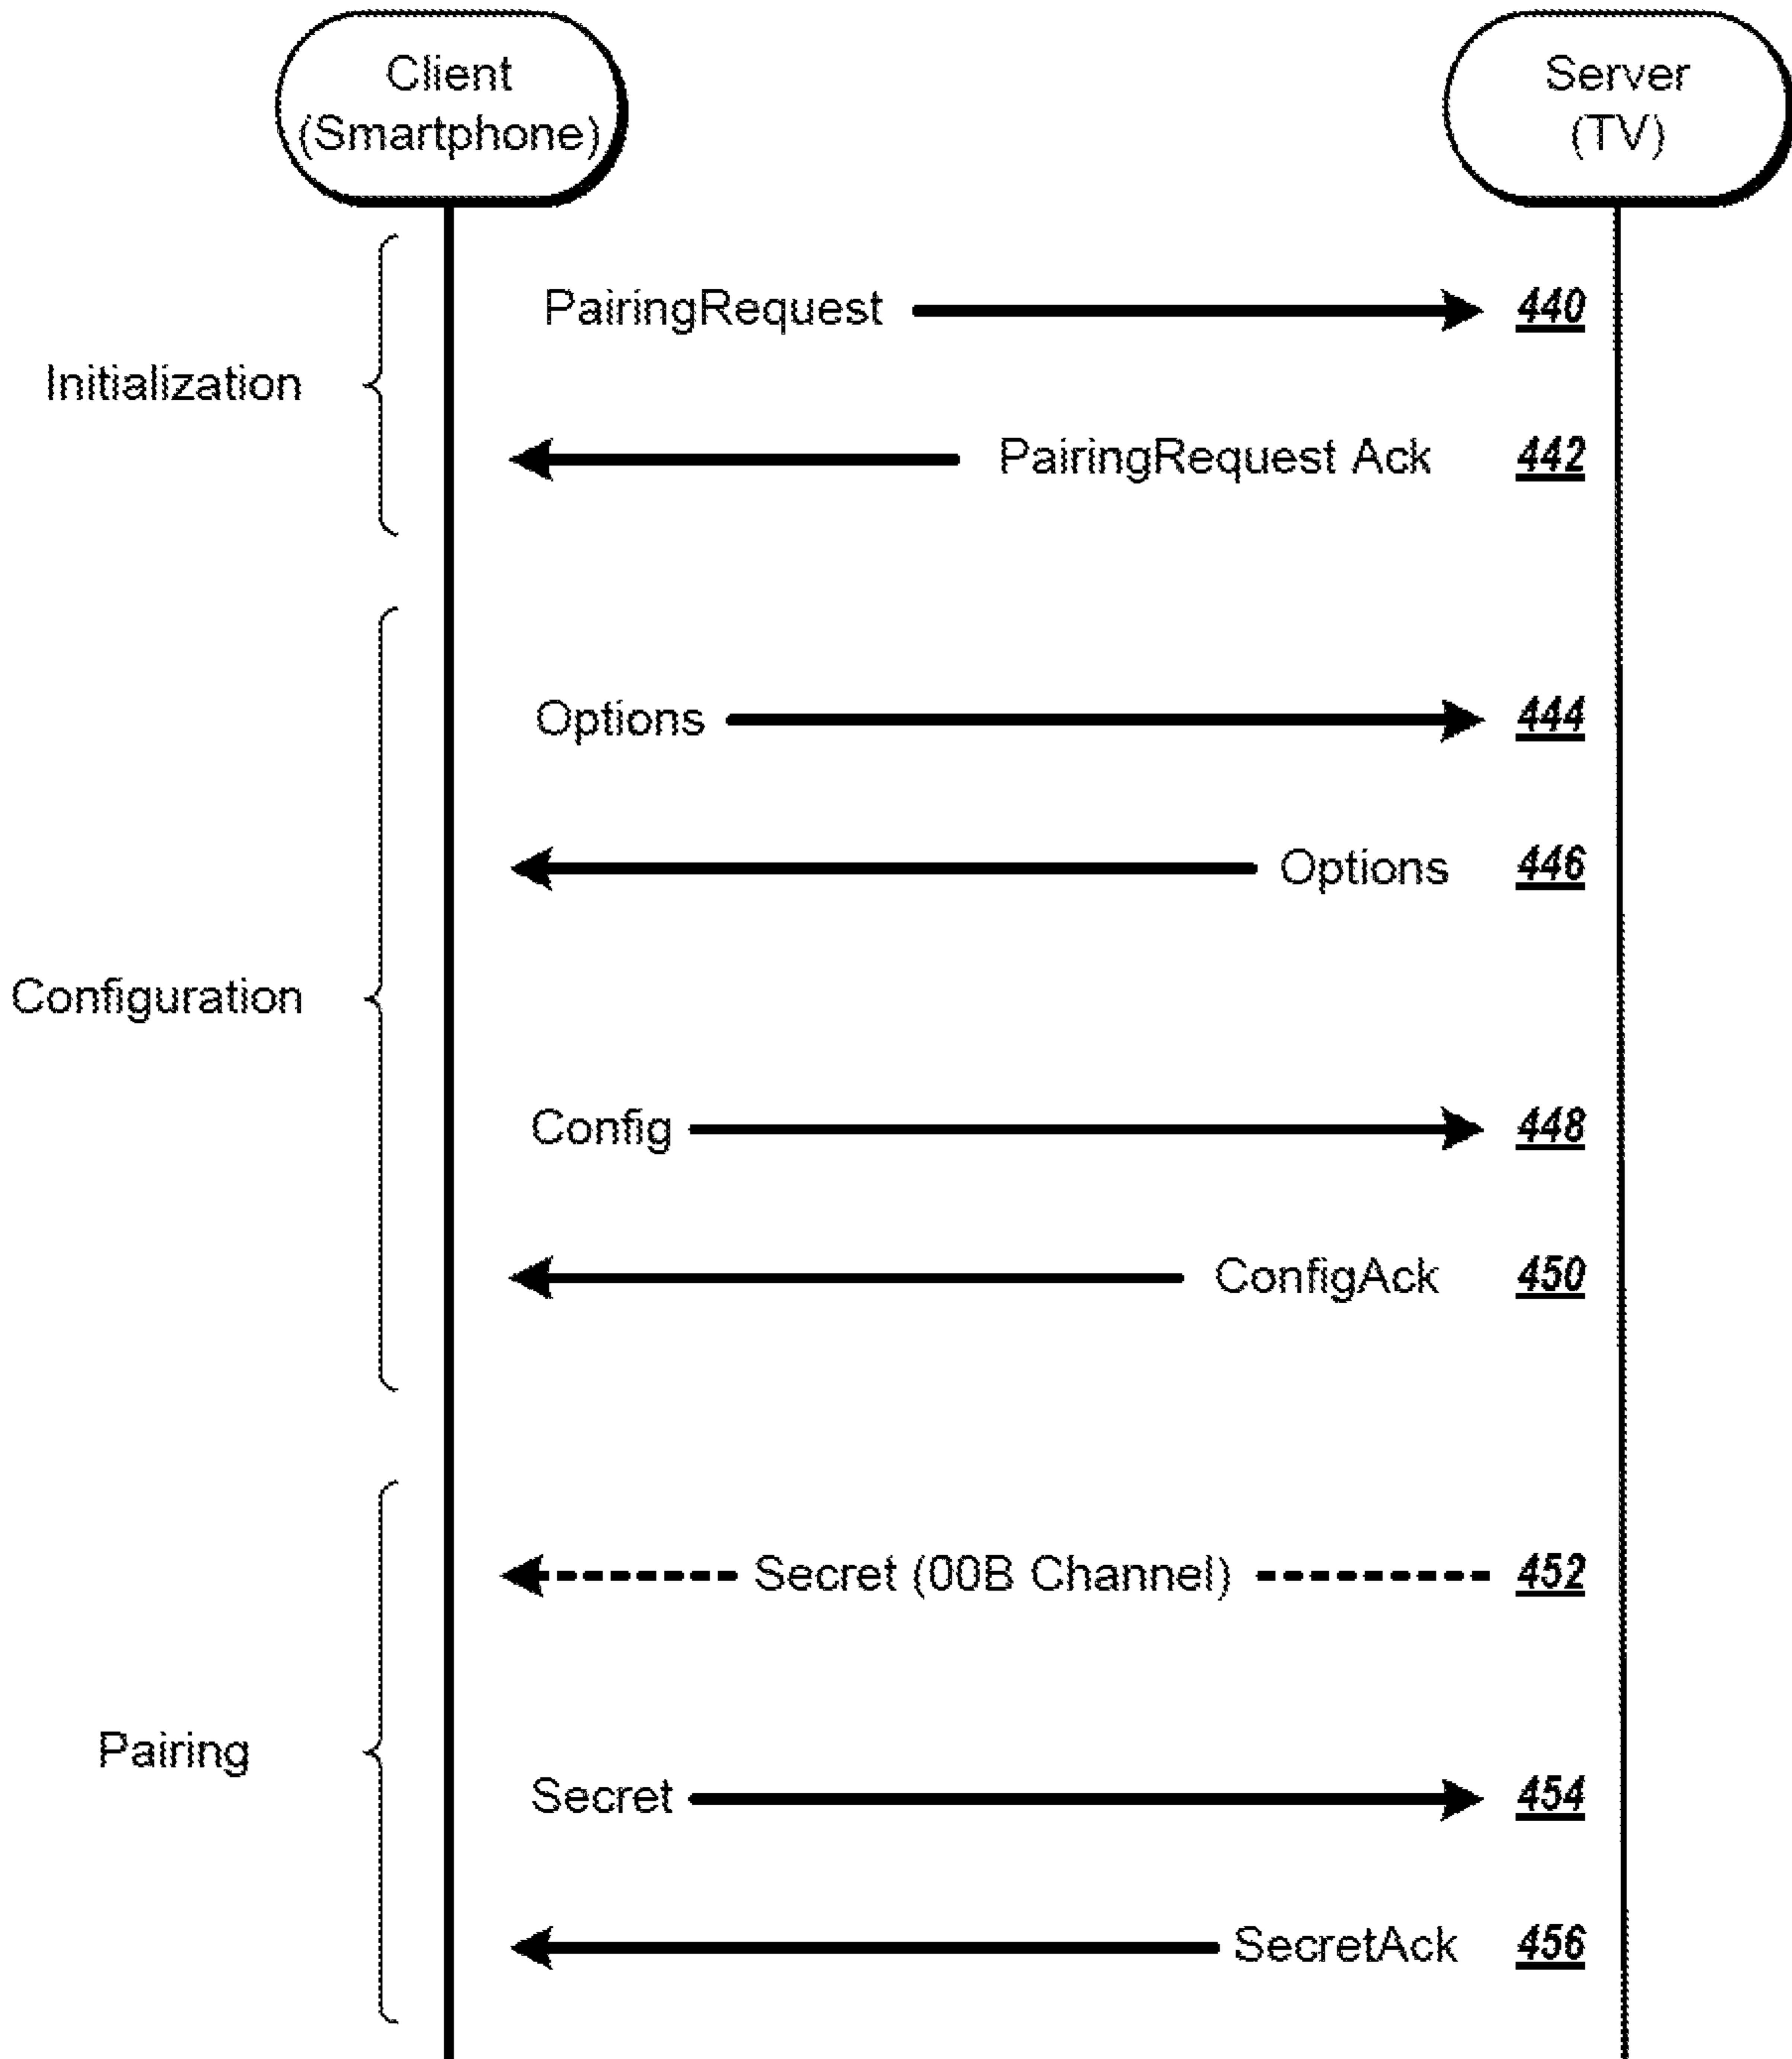 Client
(Smartphone)
Server
(TV)
PairingRequest
440
Initialization
PairingRequest Ack
442
Options
444
Options
446
Configuration
Config
448
ConfigAck
450
Secret (00B Channel)
452
Pairing
Secret
454
SecretAck
456